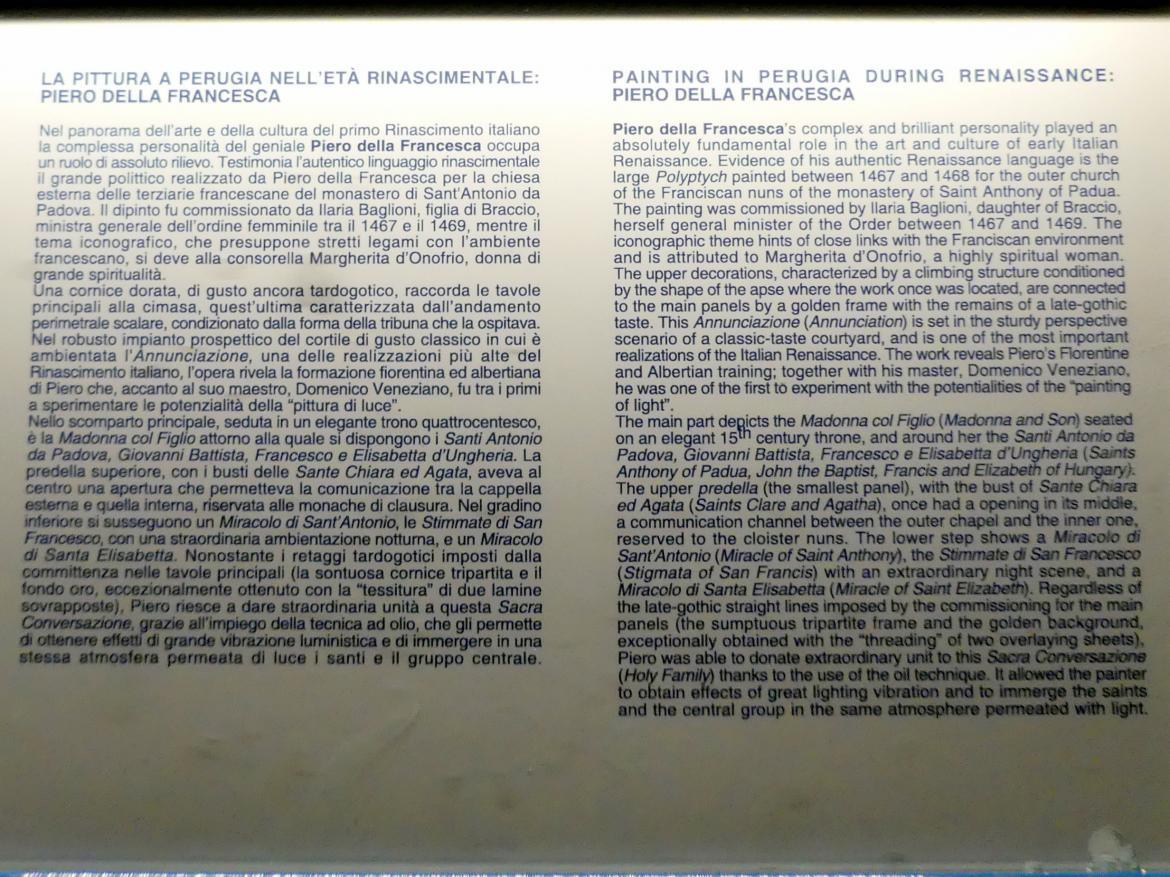 LA PITTURA A PERUGIA NELL'ETÀ RINASCIMENTALE:
PIERO DELLA FRANCESCA
Nel panorama dell'arte e della cultura del primo Rinascimento italiano
la complessa personalità del geniale Piero della Francesca occupa
un ruolo di assoluto rilievo. Testimonia l'autentico linguaggio rinascimentale
il grande polittico realizzato da Piero della Francesca per la chiesa
esterna delle terziarie francescane del monastero di Sant'Antonio da
Padova. Il dipinto fu commissionato da Ilaria Baglioni, figlia di Braccio,
ministra generale dell'ordine femminile tra il 1467 e il 1469, mentre il
tema iconografico, che presuppone stretti legami con l'ambiente
francescano, si deve alla consorella Margherita d'Onofrio, donna di
grande spiritualità.
Una cornice dorata, di gusto ancora tardogotico, raccorda le tavole
principali alla cimasa, quest'ultima caratterizzata dall'andamento
perimetrale scalare, condizionato dalla forma della tribuna che la ospitava.
Nel robusto impianto prospettico del cortile di gusto classico in cui è
ambientata l'Annunciazione, una delle realizzazioni più alte del
Rinascimento italiano, l'opera rivela la formazione fiorentina ed albertiana
di Piero che, accanto al suo maestro, Domenico Veneziano, fu tra i primi
a sperimentare le potenzialità della "pittura di luce".
Nello scomparto principale, seduta in un elegante trono quattrocentesco,
è la Madonna col Figlio attorno alla quale si dispongono i Santi Antonio
da Padova, Giovanni Battista, Francesco e Elisabetta d'Ungheria. La
predella superiore, con i busti delle Sante Chiara ed Agata, aveva al
centro una apertura che permetteva la comunicazione tra la cappella
esterna e quella interna, riservata alle monache di clausura. Nel gradino
inferiore si susseguono un Miracolo di Sant'Antonio, le Stimmate di San
Francesco, con una straordinaria ambientazione notturna, e un Miracolo
di Santa Elisabetta. Nonostante i retaggi tardogotici imposti dalla
committenza nelle tavole principali (la sontuosa cornice tripartita e il
fondo oro, eccezionalmente ottenuto con la "tessitura" di due lamine
sovrapposte), Piero riesce a dare straordinaria unità a questa Sacra
Conversazione, grazie all'impiego della tecnica ad olio, che gli permette
di ottenere effetti di grande vibrazione luministica e di immergere in una
stessa atmosfera permeata di luce i santi e il gruppo centrale.
PAINTING IN PERUGIA DURING RENAISSANCE:
PIERO DELLA FRANCESCA
Piero della Francesca's complex and brilliant personality played an
absolutely fundamental role in the art and culture of early Italian
Renaissance. Evidence of his authentic Renaissance language is the
large Polyptych painted between 1467 and 1468 for the outer church
of the Franciscan nuns of the monastery of Saint Anthony of Padua.
The painting was commissioned by Ilaria Baglioni, daughter of Braccio,
herself general minister of the Order between 1467 and 1469. The
iconographic theme hints of close links with the Franciscan environment
and is attributed to Margherita d'Onofrio, a highly spiritual woman.
The upper decorations, characterized by a climbing structure conditioned
by the shape of the apse where the work once was located, are connected
to the main panels by a golden frame with the remains of a late-gothic
taste. This Annunciazione (Annunciation) is set in the sturdy perspective
scenario of a classic-taste courtyard, and is one of the most important
realizations of the Italian Renaissance. The work reveals Piero's Florentine
and Albertian training; together with his master, Domenico Veneziano,
he was one of the first to experiment with the potentialities of the "painting
of light".
The main part depicts the Madonna col Figlio (Madonna and Son) seated
on an elegant 15th century throne, and around her the Santi Antonio da
Padova, Giovanni Battista, Francesco e Elisabetta d'Ungheria (Saints
Anthony of Padua, John the Baptist, Francis and Elizabeth of Hungary).
The upper predella (the smallest panel), with the bust of Sante Chiara
ed Agata (Saints Clare and Agatha), once had a opening in its middle,
a communication channel between the outer chapel and the inner one,
reserved to the cloister nuns. The lower step shows a Miracolo di
Sant'Antonio (Miracle of Saint Anthony), the Stimmate di San Francesco
(Stigmata of San Francis) with an extraordinary night scene, and a
Miracolo di Santa Elisabetta (Miracle of Saint Elizabeth). Regardless of
the late-gothic straight lines imposed by the commissioning for the main
panels (the sumptuous tripartite frame and the golden background,
exceptionally obtained with the "threading" of two overlaying sheets),
Piero was able to donate extraordinary unit to this Sacra Conversazione
(Holy Family) thanks to the use of the oil technique. It allowed the painter
to obtain effects of great lighting vibration and to immerge the saints
and the central group in the same atmosphere permeated with light.